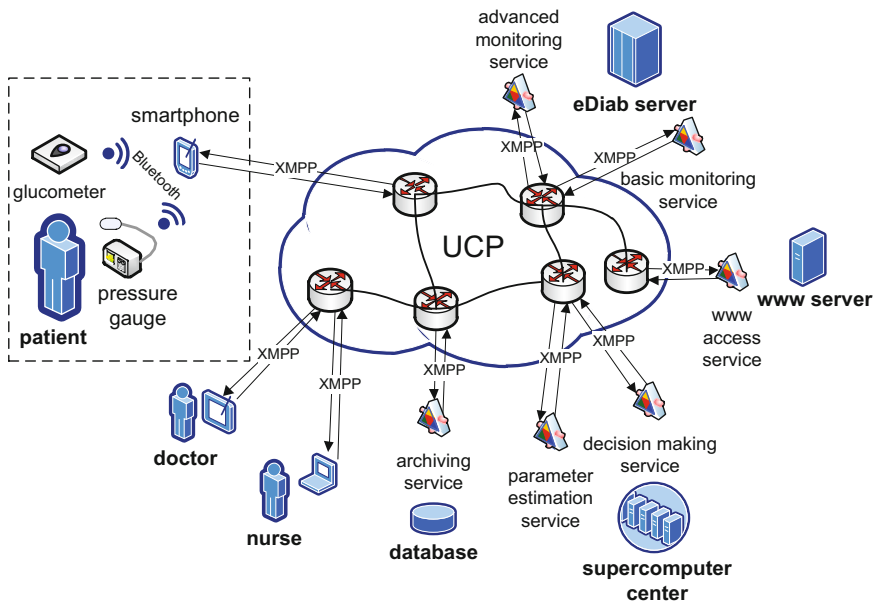 advanced
monitoring
service
eDiab server
smartphone
XMPP
XMPP
Bluetooth
XMPP
glucometer
basic monitoring
service
UCP
XMPP
www server
pressure
gauge
www
access
service
patient
XMPP
XMPP
XMPP
XMPP
XMPP
doctor
archiving
service
parameter
estimation
service
decision making
service
nurse
database
supercomputer
center